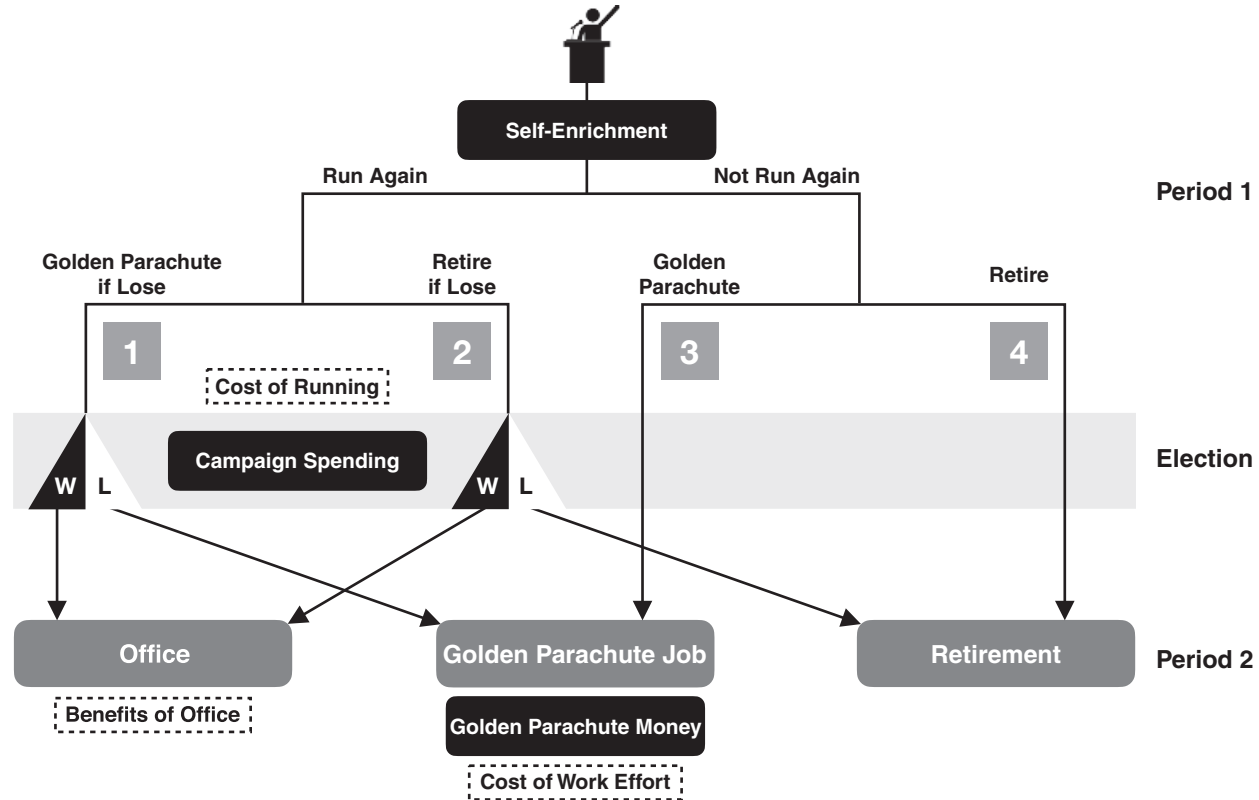 Self-Enrichment
Run Again
Not Run Again
Period 1
Golden Parachute
if Lose
Retire
if Lose
Golden
Parachute
Retire
1
2
3
4
Cost of Running
Campaign Spending
Election
W
L
W
L
Office
Golden Parachute Job
Retirement
Period 2
Benefits of Office
Golden Parachute Money
Cost of Work Effort